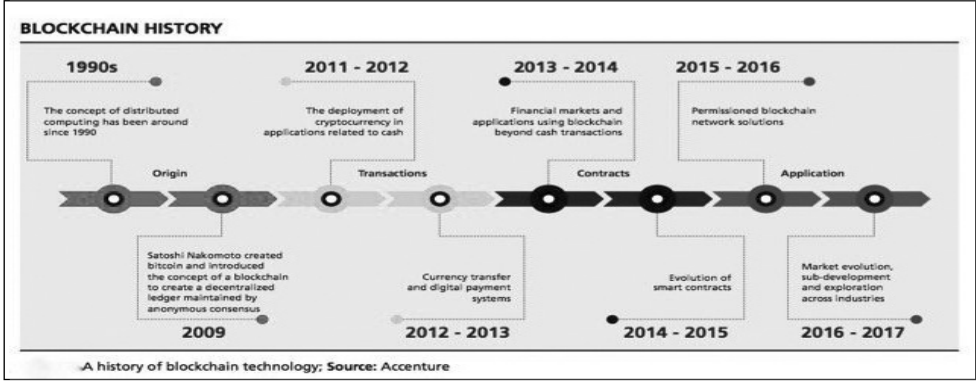 BLOCKCHAIN HISTORY
1990s
The concept of distributed
computing has been around
since 1990
2011 - 2012
The deployment of
cryptocurrency in
applications related to cash
2013 - 2014
Financial markets and
applications using blockchain
beyond cash transactions
2015 - 2016
Permissioned blockchain
network solutions
Origin
Transactions
Contracts
Application
Satoshi Nakomoto created
bitcoin and introduced
the concept of a blockchain
to create a decentralized
ledger maintained by
anonymous consensus
2009
Currency transfer
and digital payment
systems
2012 - 2013
Evolution of
smart contracts
2014 - 2015
Market evolution,
sub-development
and exploration
across industries
2016 - 2017
A history of blockchain technology; Source: Accenture